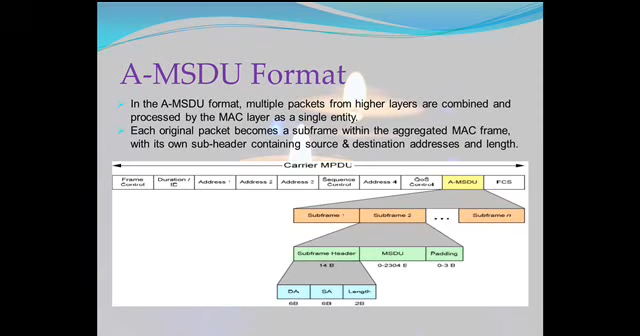 A-MSDU Format
In the A-MSDU format, multiple packets from higher layers are combined and
processed by the MAC layer as a single entity.
Each original packet becomes a subframe within the aggregated MAC frame,
with its own sub-header containing source & destination addresses and length.
Carrier MPDU
Frame Control Duration / ID Address 1 Address 2 Address 3 Sequence Control Address 4 QoS Control A-MSDU FCS
Subframe 1 Subframe 2 ... Subframe n
Subframe Header MSDU Padding
14 B 0-2304 B 0-3 B
DA SA Length
6B 6B 2B